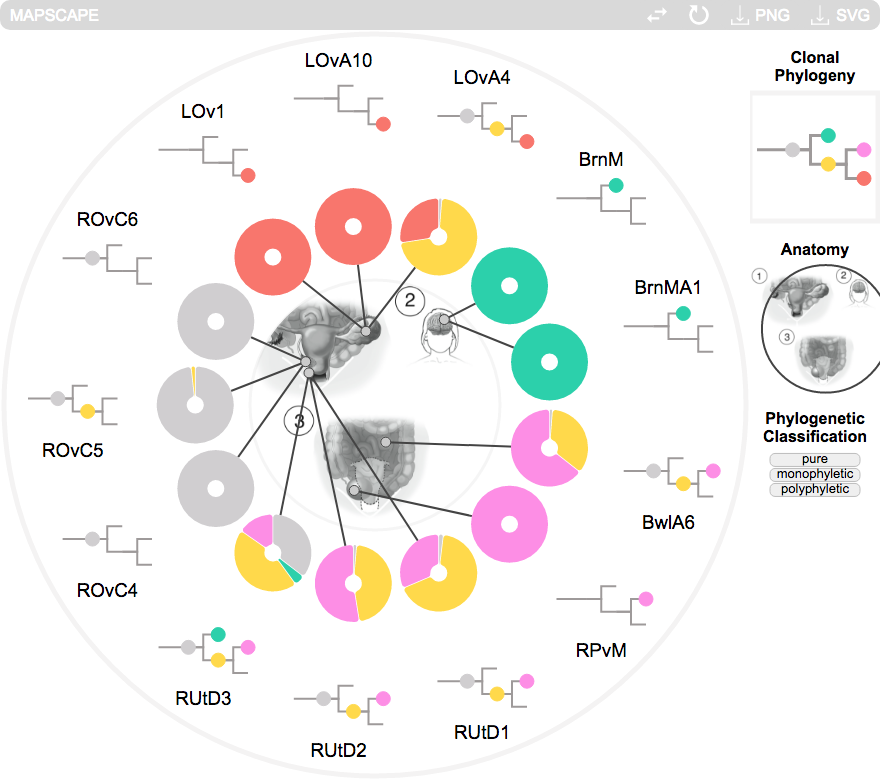 MAPSCAPE
PNG
SVG
LOvA10
LOvA4
LOv1
BrnM
ROvC6
BrnMA1
ROvC5
BwlA6
ROvC4
RPvM
RUtD3
RUtD1
RUtD2
2
3
Clonal
Phylogeny
Anatomy
1
2
3
Phylogenetic
Classification
pure
monophyletic
polyphyletic